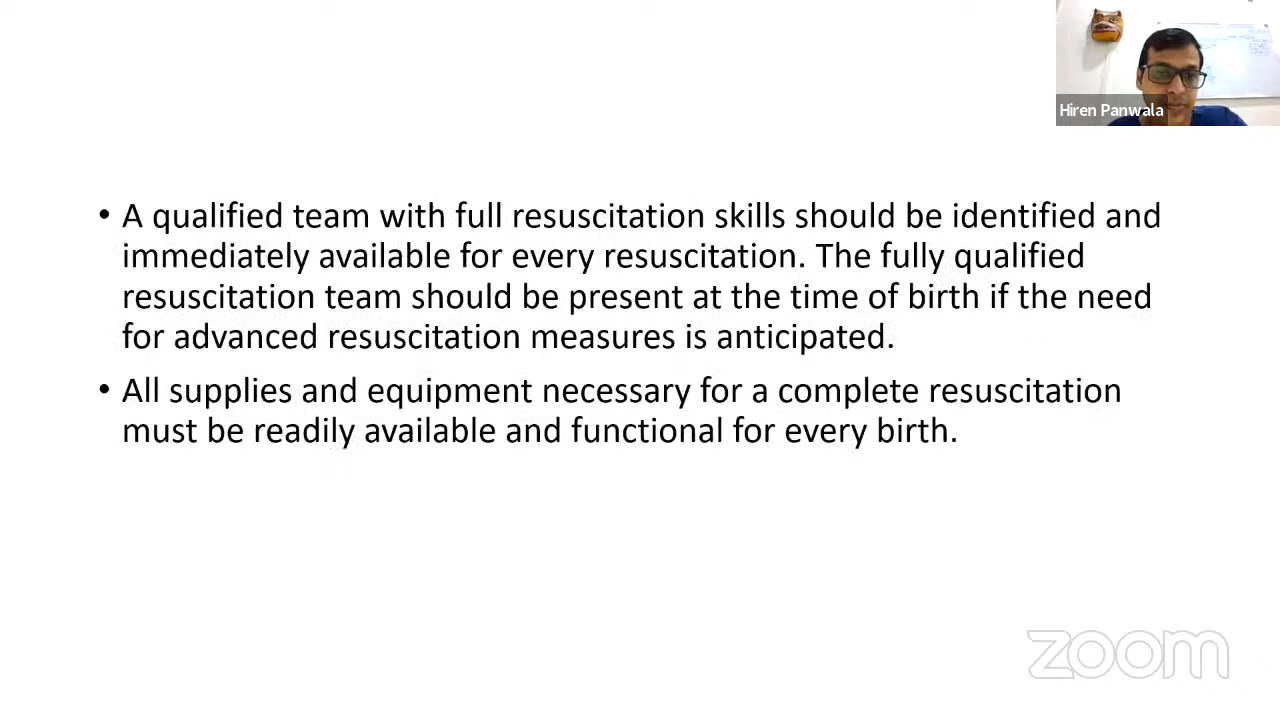 Hiren Panwala
• A qualified team with full resuscitation skills should be identified and
immediately available for every resuscitation. The fully qualified
resuscitation team should be present at the time of birth if the need
for advanced resuscitation measures is anticipated.
• All supplies and equipment necessary for a complete resuscitation
must be readily available and functional for every birth.
zoom